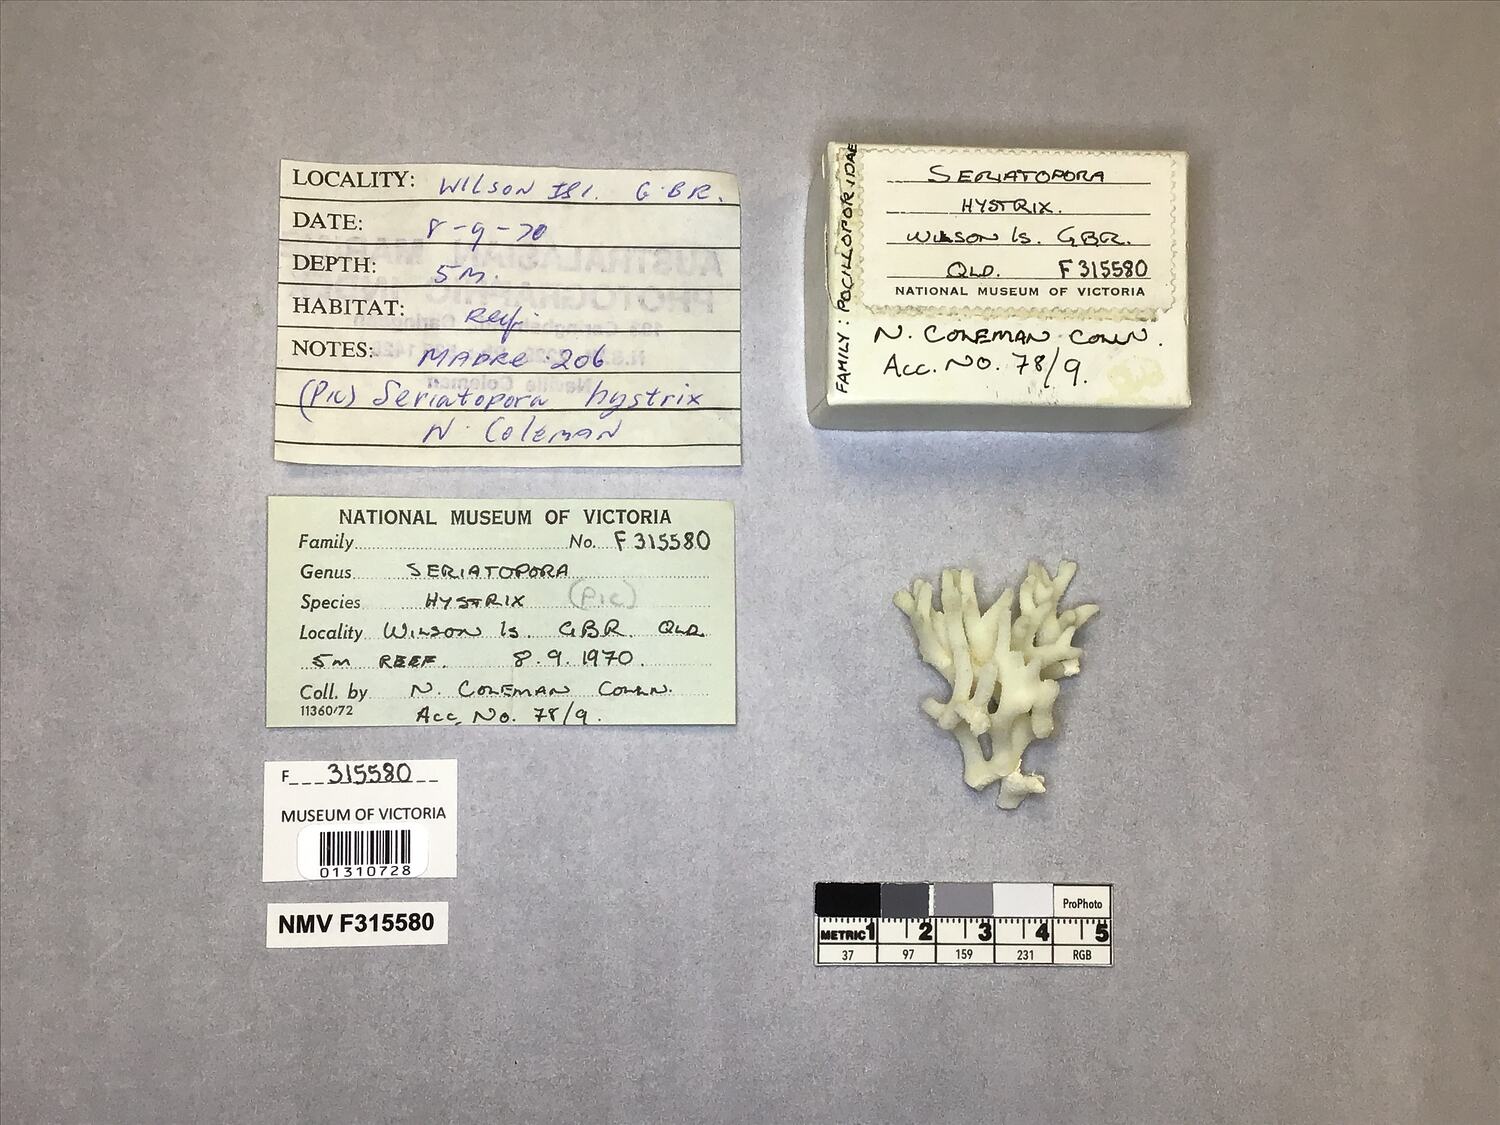 LOCALITY: WILSON ISl. G.B.R.
DATE: 8-9-70
DEPTH: 5M.
HABITAT: Reef.
NOTES: MADRE 206
(Pic) Seriatopora hystrix
N. Coleman
FAMILY: POCILLOPORIDAE
SERIATOPORA
HYSTRIX.
WILSON Is. GBR.
QLD. F315580
NATIONAL MUSEUM OF VICTORIA
N. COLEMAN COLLN.
Acc. No. 78/9.
NATIONAL MUSEUM OF VICTORIA
Family No. F315580
Genus SERIATOPORA
Species HYSTRIX (Pic)
Locality WILSON Is. GBR. QLD.
5m REEF. 8.9.1970.
Coll. by N. COLEMAN COLLN.
11360/72 Acc. No. 78/9.
F 315580
MUSEUM OF VICTORIA
01310728
NMV F315580
ProPhoto
METRIC 1 2 3 4 5
37 97 159 231 RGB